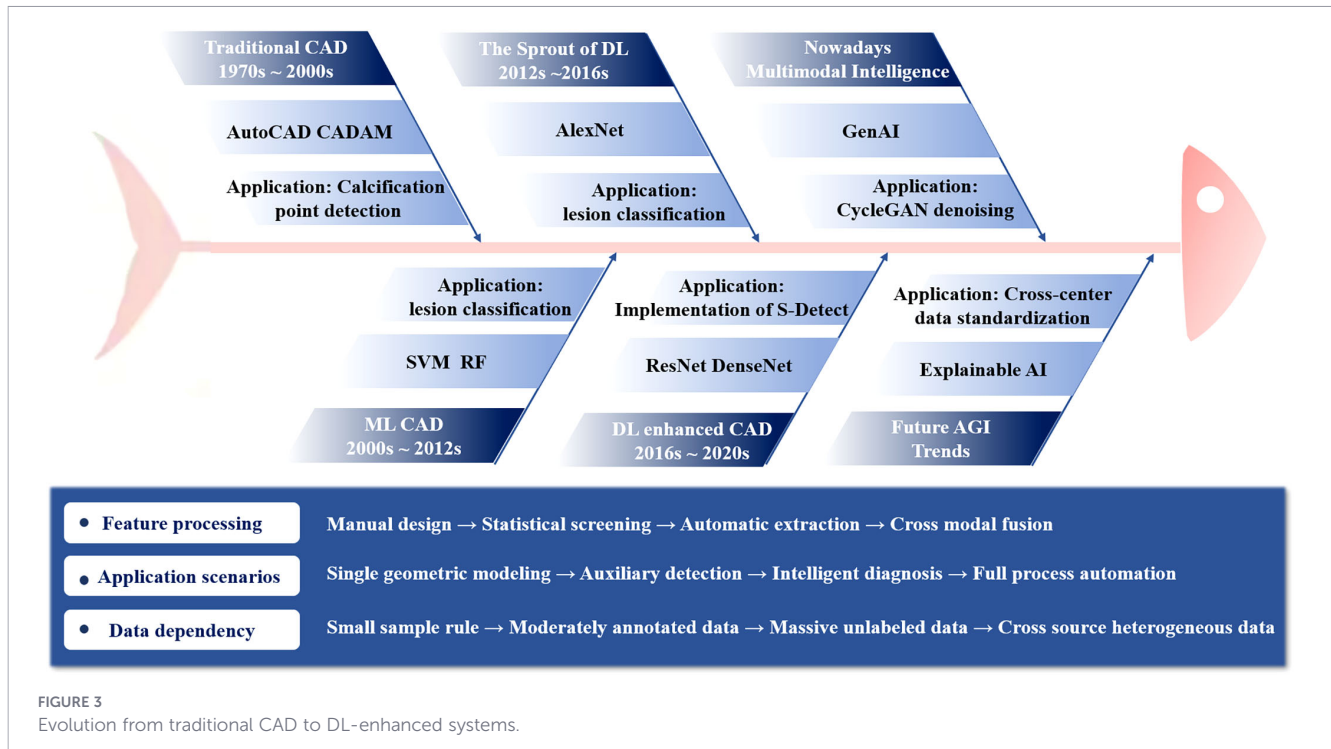 Traditional CAD
1970s ~ 2000s
AutoCAD CADAM
Application: Calcification
point detection
The Sprout of DL
2012s ~2016s
AlexNet
Application:
lesion classification
Nowadays
Multimodal Intelligence
GenAI
Application:
CycleGAN denoising
Application:
lesion classification
SVM RF
ML CAD
2000s ~ 2012s
Application:
Implementation of S-Detect
ResNet DenseNet
DL enhanced CAD
2016s ~ 2020s
Application: Cross-center
data standardization
Explainable AI
Future AGI
Trends
• Feature processing Manual design → Statistical screening → Automatic extraction → Cross modal fusion
• Application scenarios Single geometric modeling → Auxiliary detection → Intelligent diagnosis → Full process automation
• Data dependency Small sample rule → Moderately annotated data → Massive unlabeled data → Cross source heterogeneous data
FIGURE 3
Evolution from traditional CAD to DL-enhanced systems.